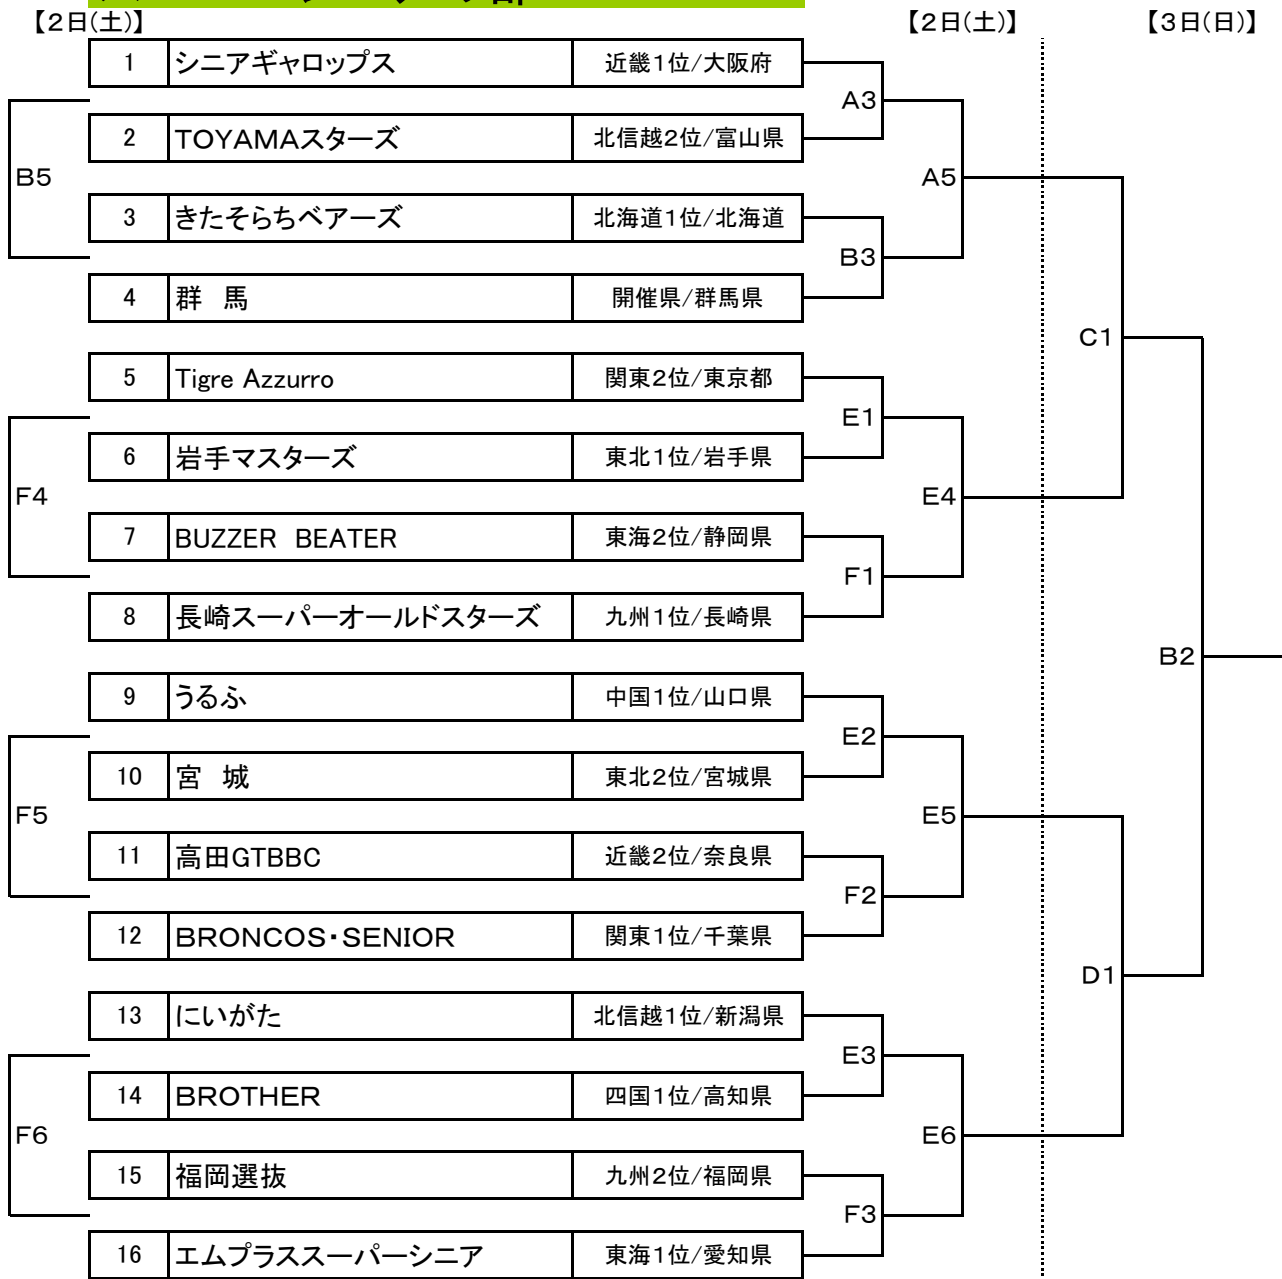 【2日(土)】 【2日(土)】 【3日(日)】
1 シニアギャロップス 近畿1位/大阪府
A3
2 TOYAMAスターズ 北信越2位/富山県
B5 A5
3 きたそらちベアーズ 北海道1位/北海道
B3
4 群　馬 開催県/群馬県
C1
5 Tigre Azzurro 関東2位/東京都
E1
6 岩手マスターズ 東北1位/岩手県
F4 E4
7 BUZZER　BEATER 東海2位/静岡県
F1
8 長崎スーパーオールドスターズ 九州1位/長崎県
B2
9 うるふ 中国1位/山口県
E2
10 宮　城 東北2位/宮城県
F5 E5
11 高田GTBBC 近畿2位/奈良県
F2
12 BRONCOS・SENIOR 関東1位/千葉県
D1
13 にいがた 北信越1位/新潟県
E3
14 BROTHER 四国1位/高知県
F6 E6
15 福岡選抜 九州2位/福岡県
F3
16 エムプラススーパーシニア 東海1位/愛知県